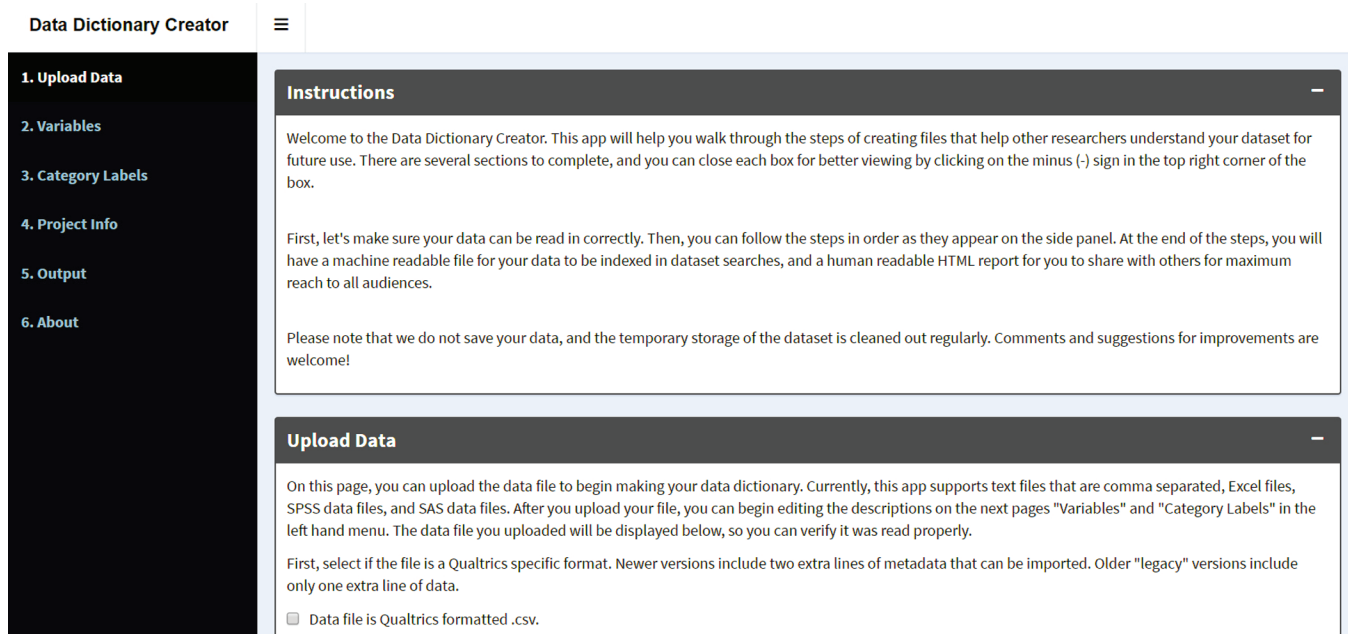 Data Dictionary Creator
1. Upload Data
2. Variables
3. Category Labels
4. Project Info
5. Output
6. About
Instructions
Welcome to the Data Dictionary Creator. This app will help you walk through the steps of creating files that help other researchers understand your dataset for
future use. There are several sections to complete, and you can close each box for better viewing by clicking on the minus (-) sign in the top right corner of the
box.
First, let's make sure your data can be read in correctly. Then, you can follow the steps in order as they appear on the side panel. At the end of the steps, you will
have a machine readable file for your data to be indexed in dataset searches, and a human readable HTML report for you to share with others for maximum
reach to all audiences.
Please note that we do not save your data, and the temporary storage of the dataset is cleaned out regularly. Comments and suggestions for improvements are
welcome!
Upload Data
On this page, you can upload the data file to begin making your data dictionary. Currently, this app supports text files that are comma separated, Excel files,
SPSS data files, and SAS data files. After you upload your file, you can begin editing the descriptions on the next pages "Variables" and "Category Labels" in the
left hand menu. The data file you uploaded will be displayed below, so you can verify it was read properly.
First, select if the file is a Qualtrics specific format. Newer versions include two extra lines of metadata that can be imported. Older "legacy" versions include
only one extra line of data.
Data file is Qualtrics formatted .csv.